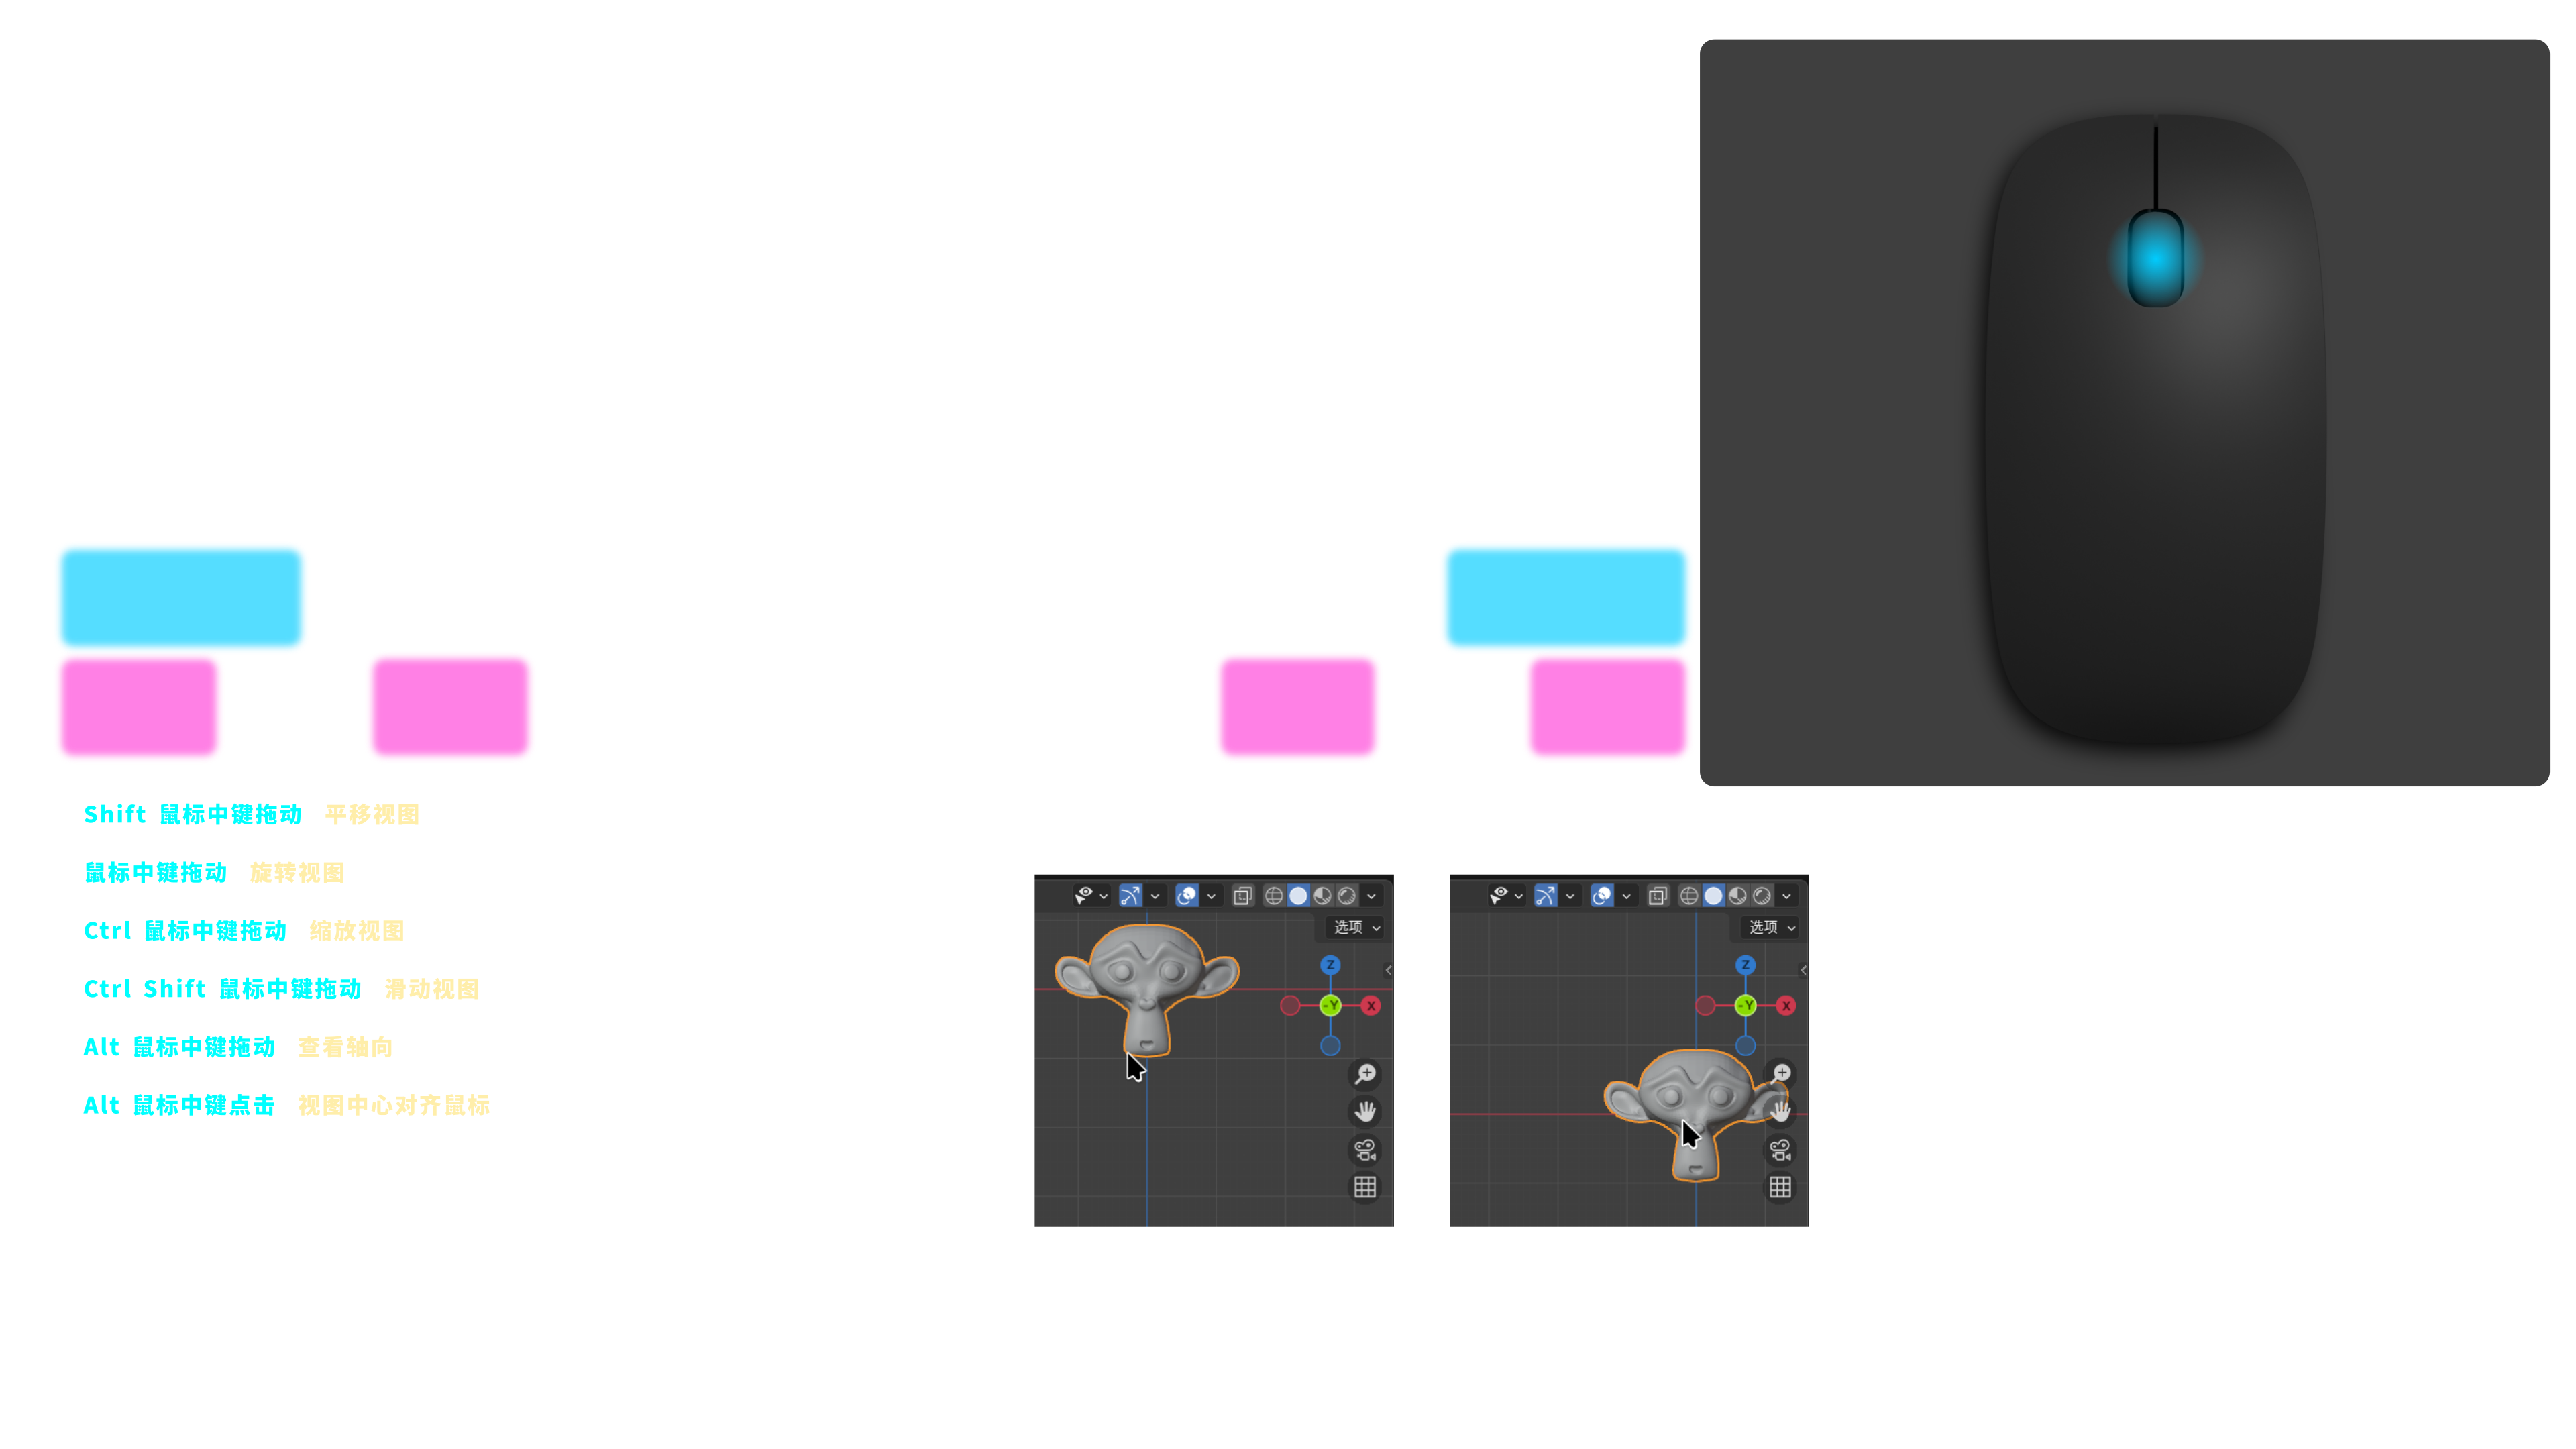 Shift 鼠标中键拖动 平移视图
鼠标中键拖动 旋转视图
Ctrl 鼠标中键拖动 缩放视图
Ctrl Shift 鼠标中键拖动 滑动视图
Alt 鼠标中键拖动 查看轴向
Alt 鼠标中键点击 视图中心对齐鼠标
选项
Z
-Y
X
选项
Z
-Y
X